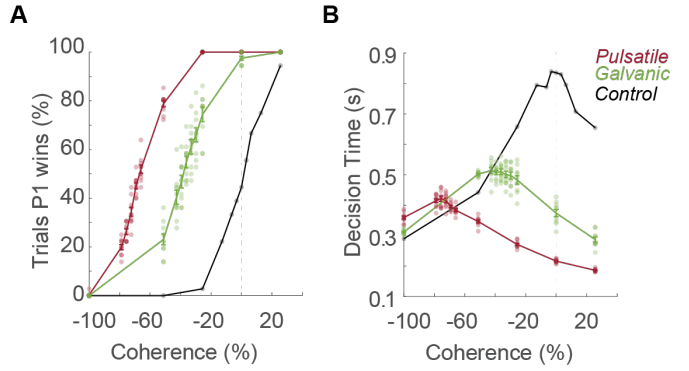 A
Trials P1 wins (%)
100
80
60
40
20
0
-100
-60
-20
20
Coherence (%)
B
Pulsatile
Galvanic
Control
Decision Time (s)
0.9
0.7
0.5
0.3
0.1
-100
-60
-20
20
Coherence (%)